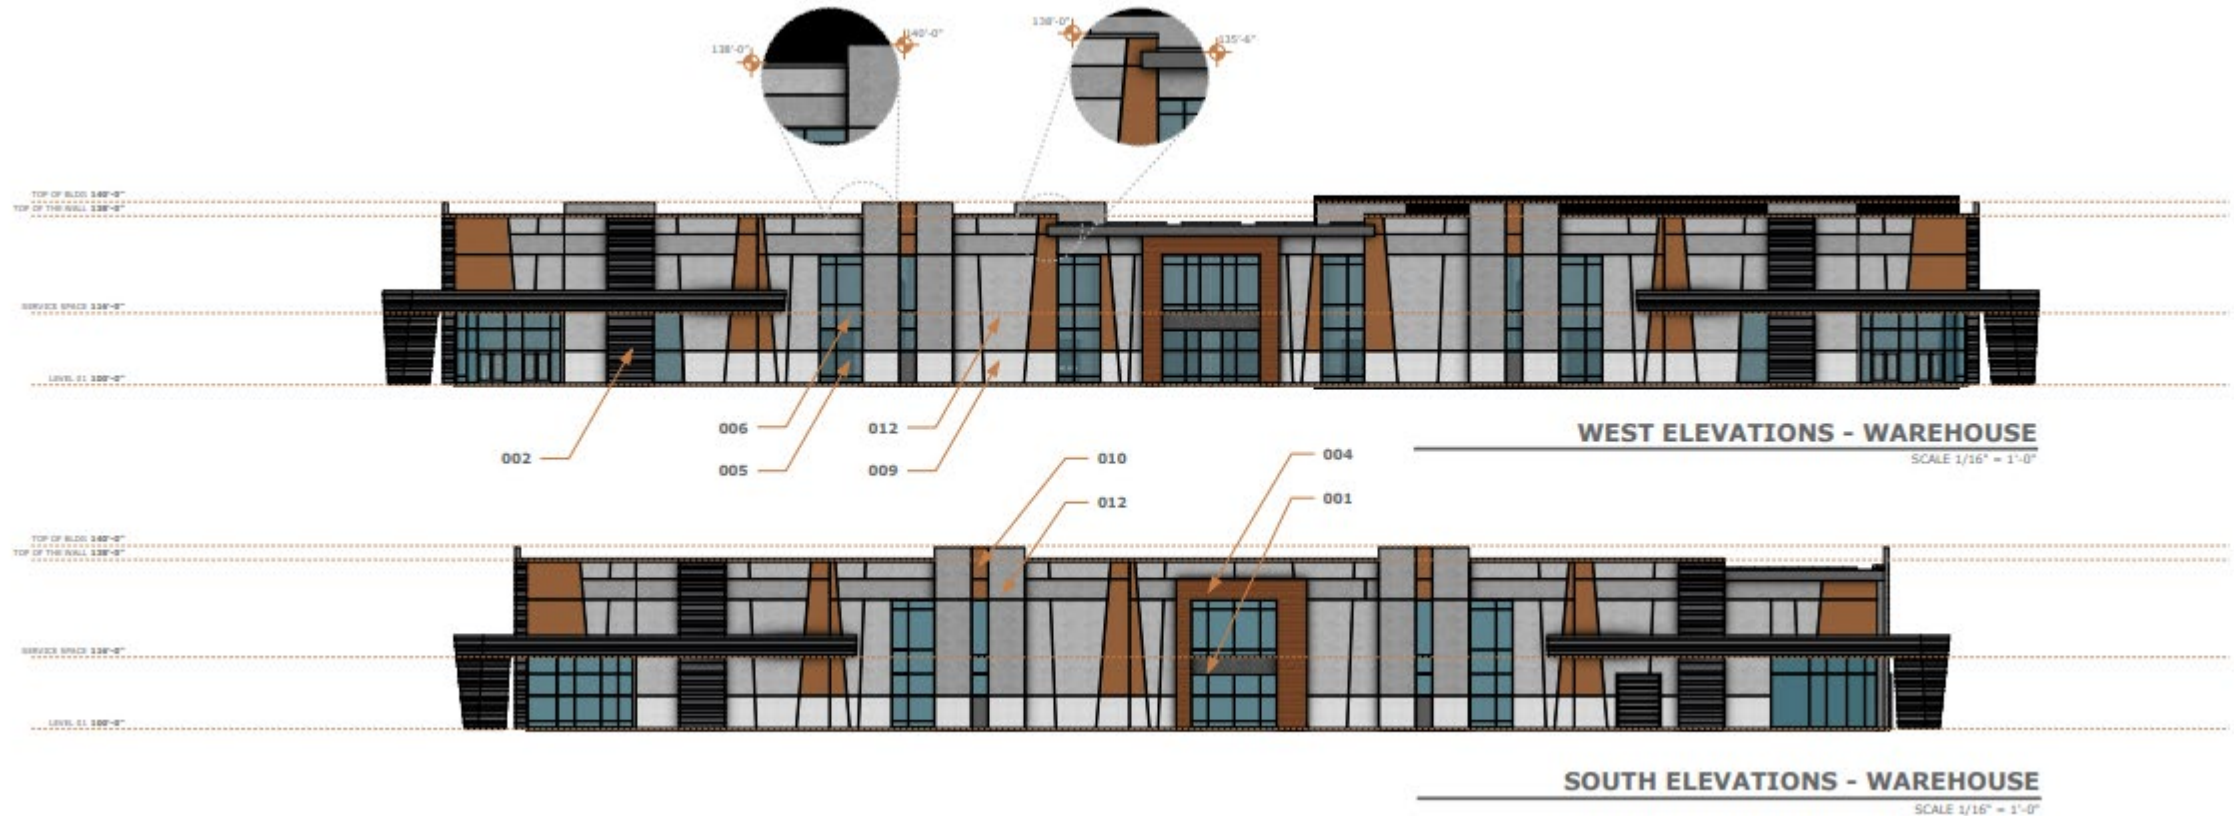 138'-0"
140'-0"
138'-0"
135'-6"
TOP OF BLDG 140'-0"
TOP OF THE WALL 138'-0"
SERVICE SPACE 116'-0"
LEVEL 01 100'-0"
006
012
002
005
009
WEST ELEVATIONS - WAREHOUSE
SCALE 1/16" = 1'-0"
010
004
012
001
TOP OF BLDG 140'-0"
TOP OF THE WALL 138'-0"
SERVICE SPACE 116'-0"
LEVEL 01 100'-0"
SOUTH ELEVATIONS - WAREHOUSE
SCALE 1/16" = 1'-0"